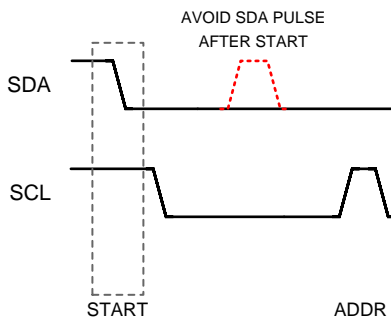 AVOID SDA PULSE
AFTER START
SDA
SCL
START
ADDR